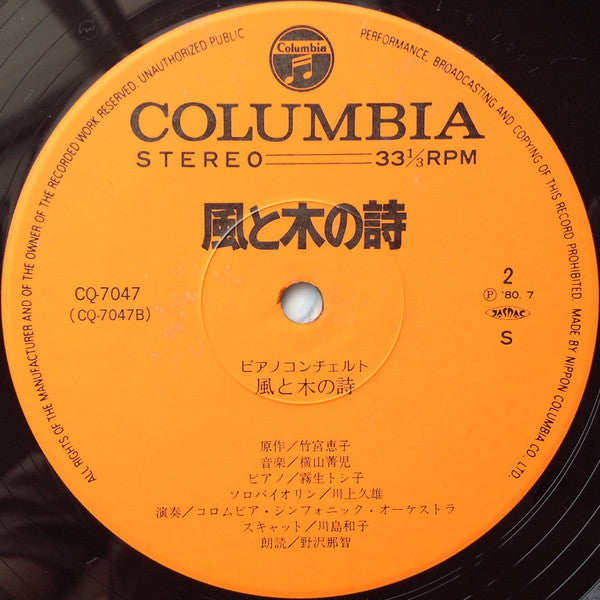 Columbia
ALL RIGHTS OF THE MANUFACTURER AND OF THE OWNER OF THE RECORDED WORK RESERVED. UNAUTHORIZED PUBLIC PERFORMANCE, BROADCASTING AND COPYING OF THIS RECORD PROHIBITED. MADE BY NIPPON COLUMBIA CO., LTD.
COLUMBIA
STEREO 33⅓RPM
風と木の詩
CQ-7047 2
(CQ-7047B) Ⓟ '80. 7
JASRAC
S
ピアノコンチェルト
風と木の詩
原作/竹宮恵子
音楽/横山菁児
ピアノ/霧生トシ子
ソロバイオリン/川上久雄
演奏/コロムビア・シンフォニック・オーケストラ
スキャット/川島和子
朗読/野沢那智